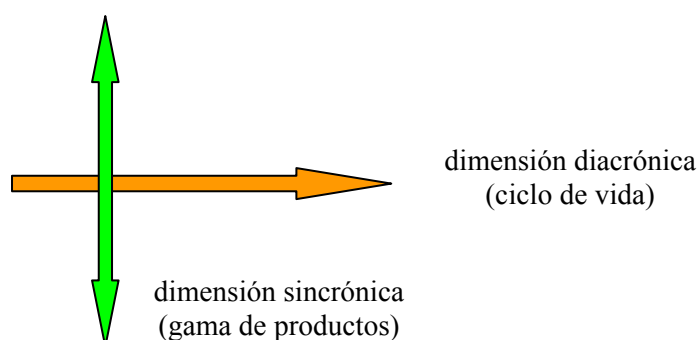 dimensión diacrónica
(ciclo de vida)
dimensión sincrónica
(gama de productos)